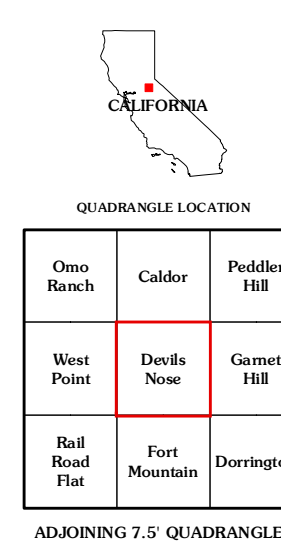 CALIFORNIA
QUADRANGLE LOCATION
Omo
Ranch
Caldor
Peddler
Hill
West
Point
Devils
Nose
Garnet
Hill
Rail
Road
Flat
Fort
Mountain
Dorringt
ADJOINING 7.5' QUADRANGLE